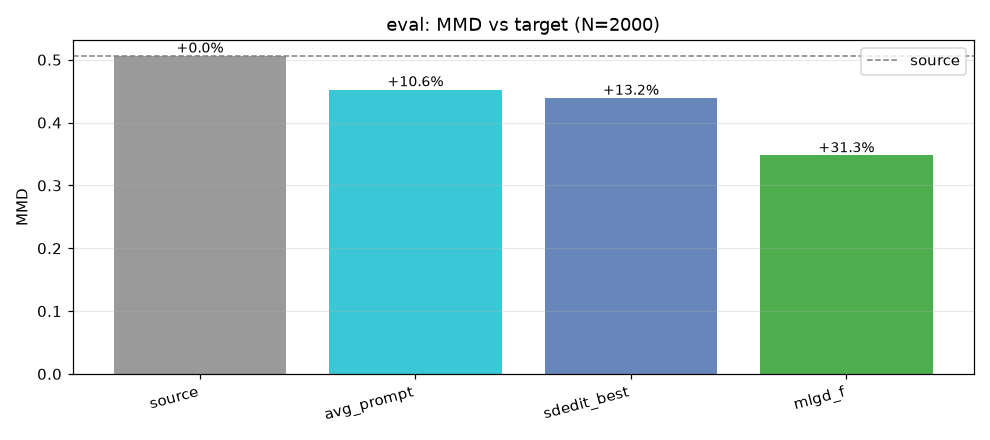 eval: MMD vs target (N=2000)
+0.0%
+10.6%
+13.2%
+31.3%
source
MMD
0.5
0.4
0.3
0.2
0.1
0.0
source
avg_prompt
sdedit_best
mlgd_f